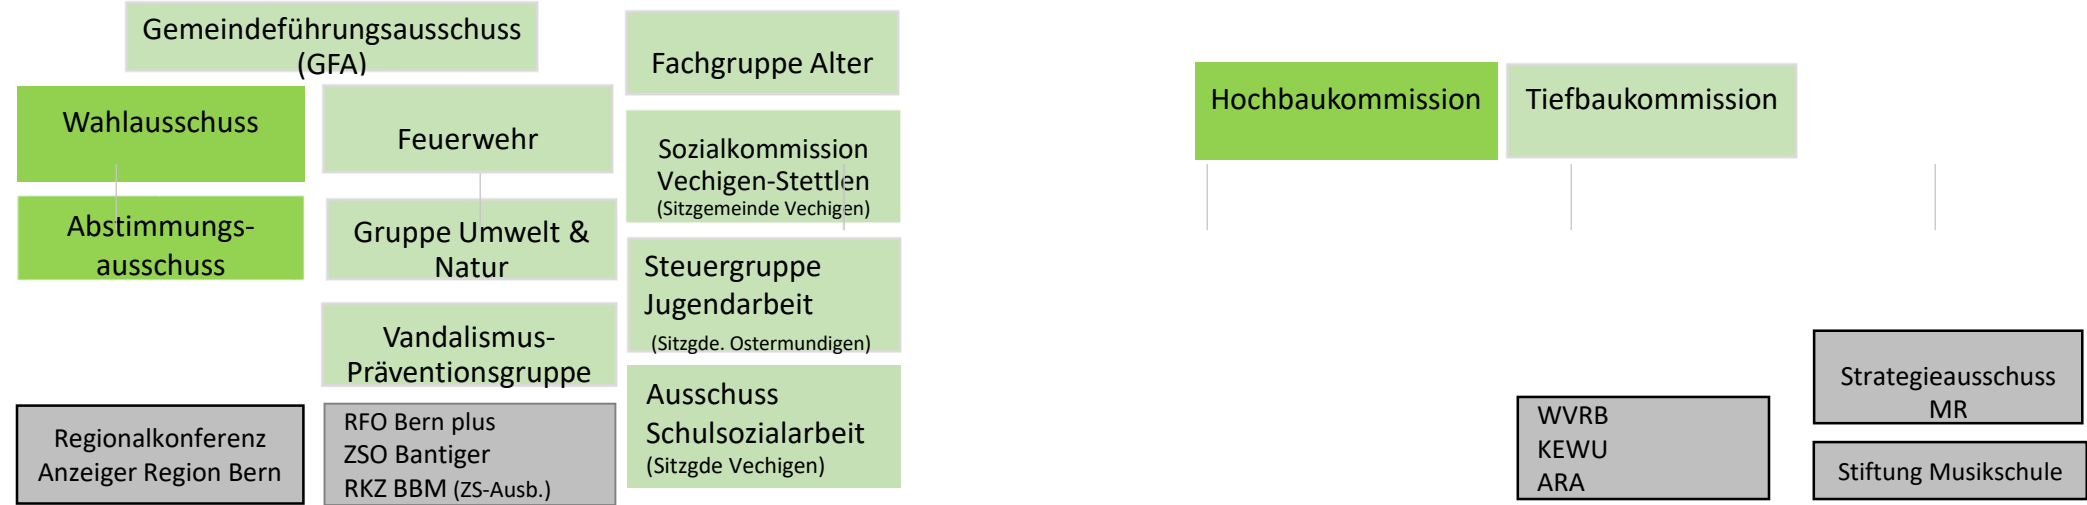 Gemeindeführungsausschuss
(GFA)
Wahlausschuss
Abstimmungs-
ausschuss
Regionalkonferenz
Anzeiger Region Bern
Feuerwehr
Gruppe Umwelt &
Natur
Vandalismus-
Präventionsgruppe
RFO Bern plus
ZSO Bantiger
RKZ BBM (ZS-Ausb.)
Fachgruppe Alter
Sozialkommission
Vechigen-Stettlen
(Sitzgemeinde Vechigen)
Steuergruppe
Jugendarbeit
(Sitzgde. Ostermundigen)
Ausschuss
Schulsozialarbeit
(Sitzgde Vechigen)
Hochbaukommission
Tiefbaukommission
WVRB
KEWU
ARA
Strategieausschuss
MR
Stiftung Musikschule